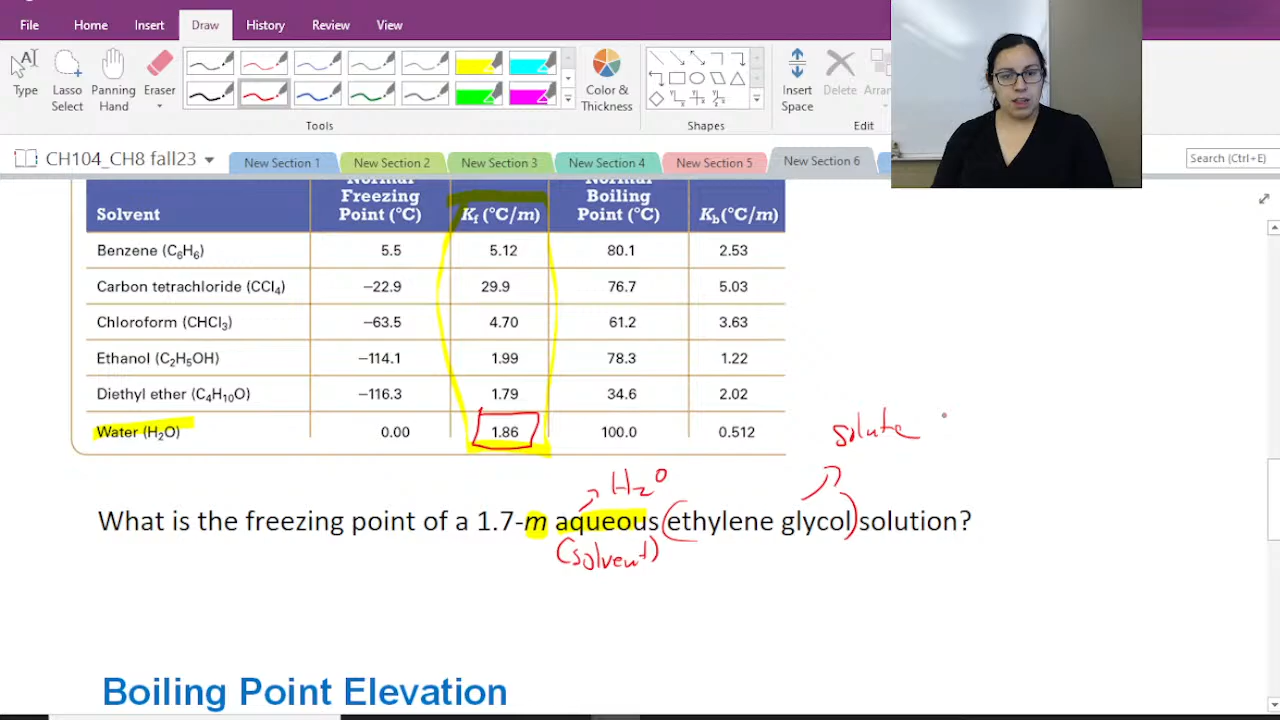 File Home Insert Draw History Review View
Type
Lasso Select
Panning Hand
Eraser
Color & Thickness
Insert Space
Delete
Tools
Shapes
Edit
CH104_CH8 fall23
New Section 1 New Section 2 New Section 3 New Section 4 New Section 5 New Section 6
Search (Ctrl+E)
Solvent Normal Freezing Point (°C) Kf (°C/m) Normal Boiling Point (°C) Kb (°C/m)
Benzene (C₆H₆) 5.5 5.12 80.1 2.53
Carbon tetrachloride (CCl₄) −22.9 29.9 76.7 5.03
Chloroform (CHCl₃) −63.5 4.70 61.2 3.63
Ethanol (C₂H₅OH) −114.1 1.99 78.3 1.22
Diethyl ether (C₄H₁₀O) −116.3 1.79 34.6 2.02
Water (H₂O) 0.00 1.86 100.0 0.512
solute
H₂O
What is the freezing point of a 1.7-m aqueous (ethylene glycol) solution?
(solvent)
Boiling Point Elevation